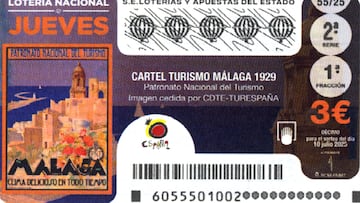 LOTERÍA NACIONAL
JUEVES
S.E.LOTERÍAS Y APUESTAS DEL ESTADO
55/25
2ª
SERIE
1ª
FRACCIÓN
3€
DÉCIMO
para el sorteo del día
10 julio 2025
CARTEL TURISMO MÁLAGA 1929
Patronato Nacional del Turismo
Imagen cedida por CDTE-TURESPAÑA
PATRONATO NACIONAL DEL TURISMO
MALAGA
CLIMA DELICIOSO EN TODO TIEMPO
ESPAÑA
6055501002